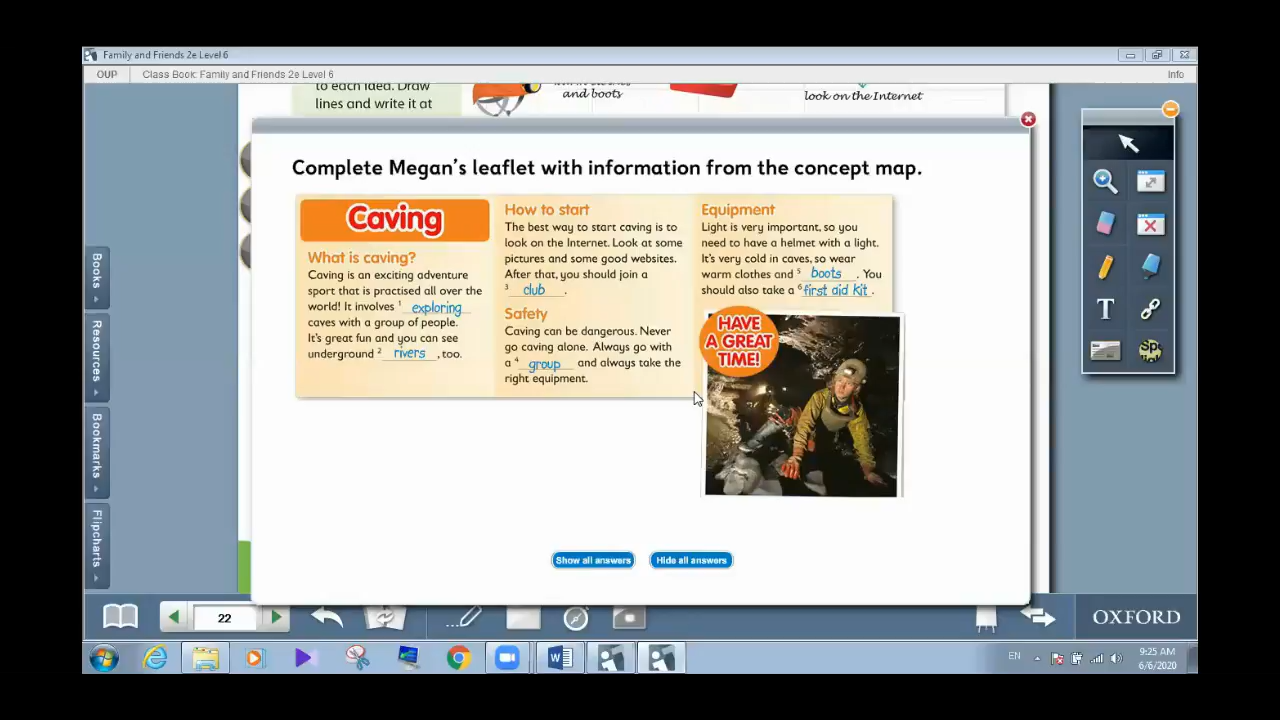 Family and Friends 2e Level 6
OUP
Class Book: Family and Friends 2e Level 6
Info
to each idea. Draw
lines and write it at
and boots
look on the Internet
Complete Megan's leaflet with information from the concept map.
Caving
What is caving?
Caving is an exciting adventure
sport that is practised all over the
world! It involves 1 exploring
caves with a group of people.
It's great fun and you can see
underground 2 rivers, too.
How to start
The best way to start caving is to
look on the Internet. Look at some
pictures and some good websites.
After that, you should join a
3 club.
Safety
Caving can be dangerous. Never
go caving alone. Always go with
a 4 group and always take the
right equipment.
Equipment
Light is very important, so you
need to have a helmet with a light.
It's very cold in caves, so wear
warm clothes and 5 boots. You
should also take a 6 first aid kit.
HAVE
A GREAT
TIME!
Show all answers
Hide all answers
Books
Resources
Bookmarks
Flipcharts
T
22
OXFORD
EN
9:25 AM
6/6/2020